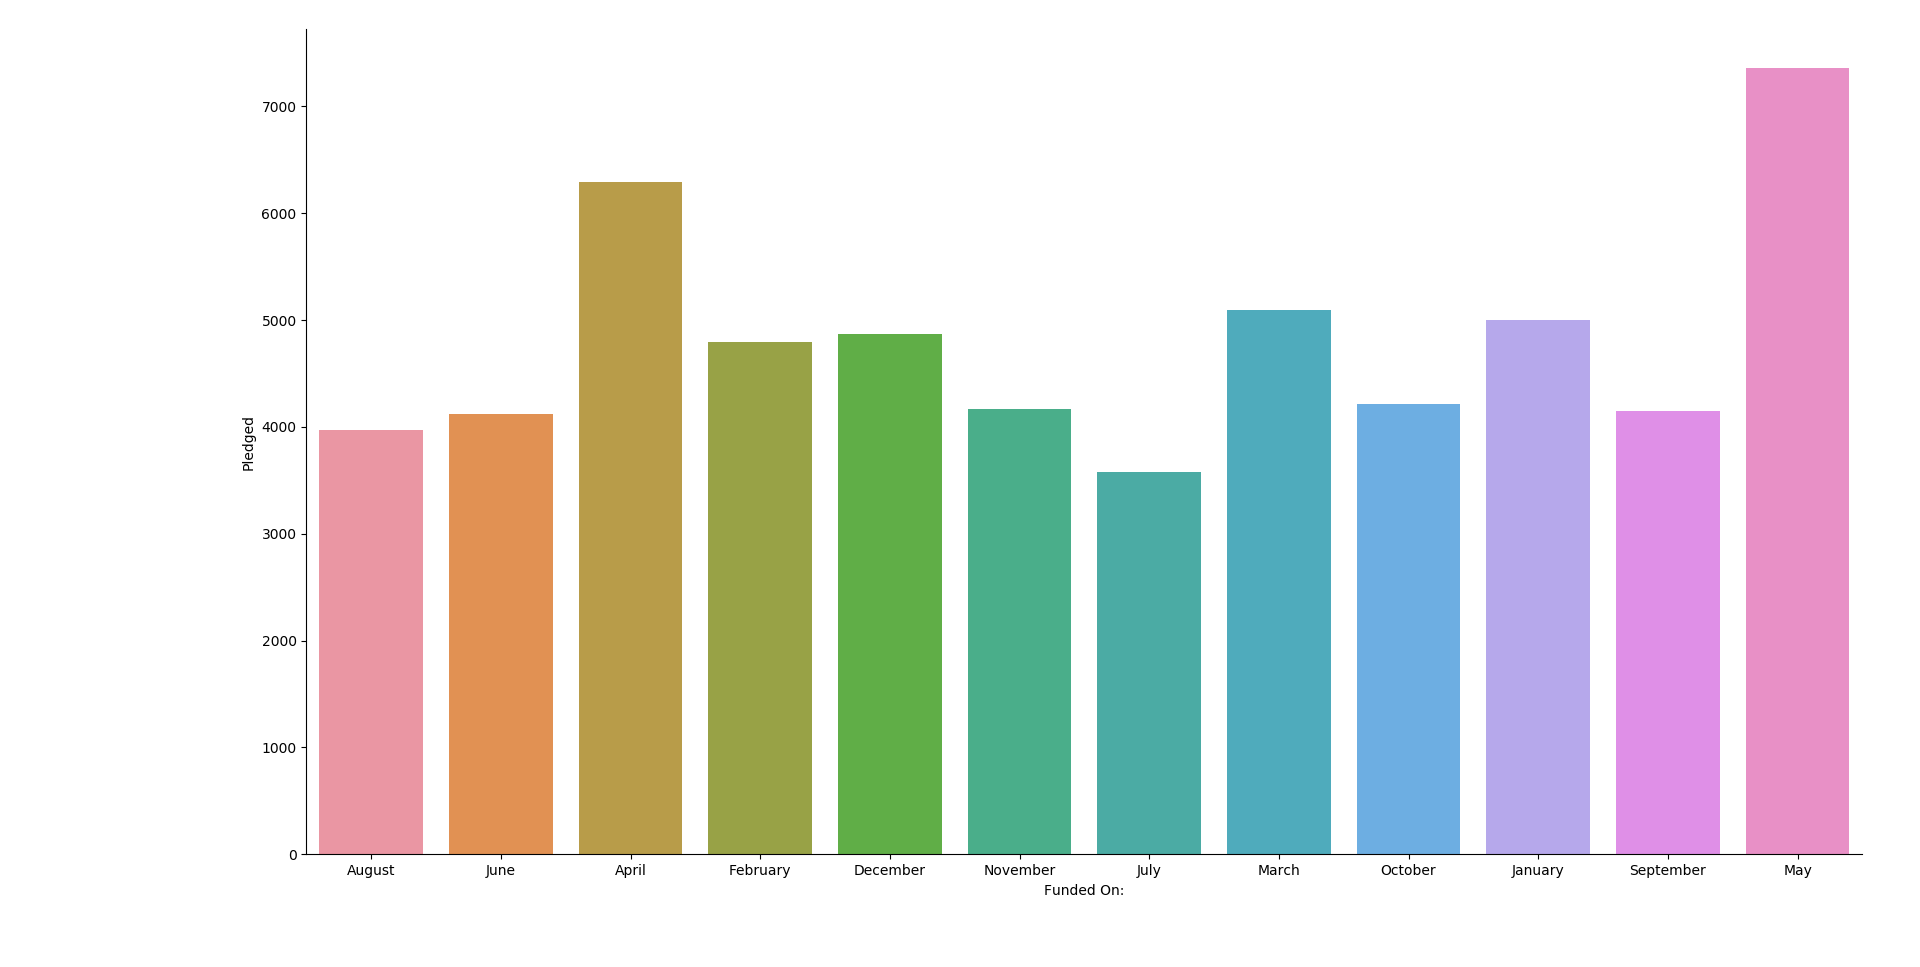 Pledged
7000
6000
5000
4000
3000
2000
1000
0
August June April February December November July March October January September May
Funded On: